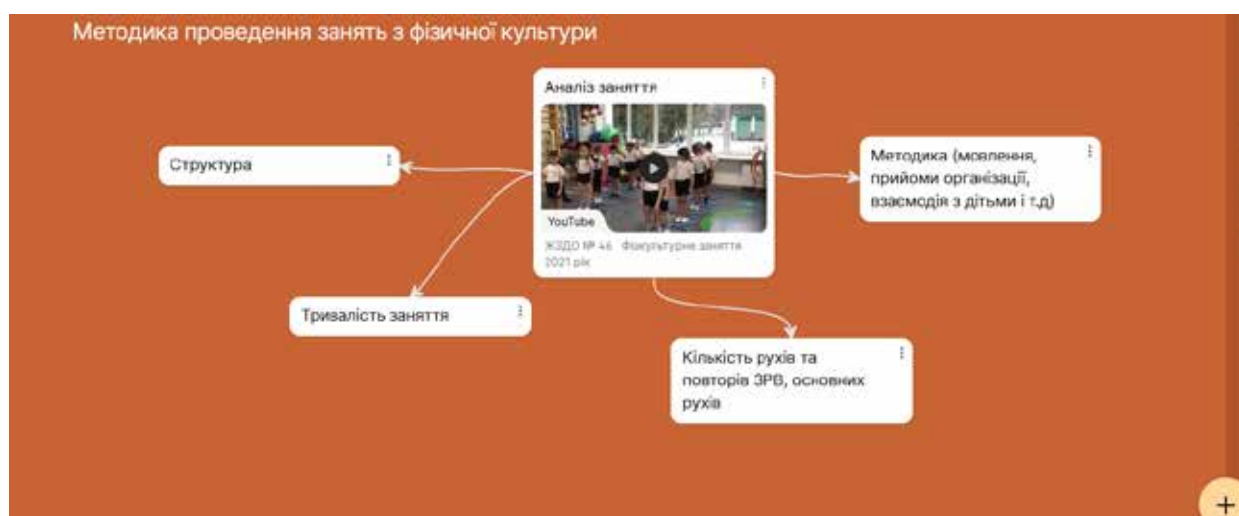 Методика проведення занять з фізичної культури
Аналіз заняття
YouTube
ЖЗДО № 46 Фізкультурне заняття
2021 рік
Структура
Методика (мовлення,
прийоми організації,
взаємодія з дітьми і т.д)
Тривалість заняття
Кількість рухів та
повторів ЗРВ, основних
рухів